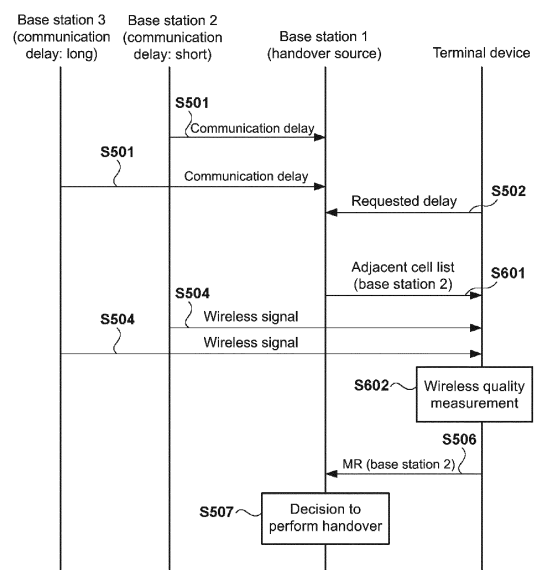 Base station 3
(communication
delay: long)
Base station 2
(communication
delay: short)
Base station 1
(handover source)
Terminal device
S501
Communication delay
S501
Communication delay
Requested delay
S502
Adjacent cell list
(base station 2)
S601
S504
Wireless signal
S504
Wireless signal
S602
Wireless quality
measurement
S506
MR (base station 2)
S507
Decision to
perform handover